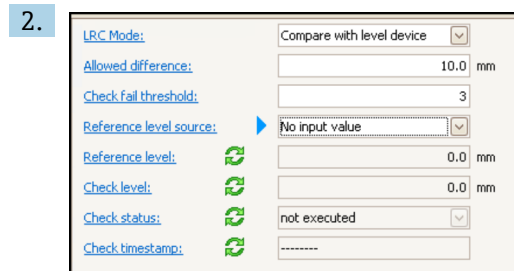 2.
LRC Mode: Compare with level device
Allowed difference: 10.0 mm
Check fail threshold: 3
Reference level source: No input value
Reference level: 0.0 mm
Check level: 0.0 mm
Check status: not executed
Check timestamp: --------